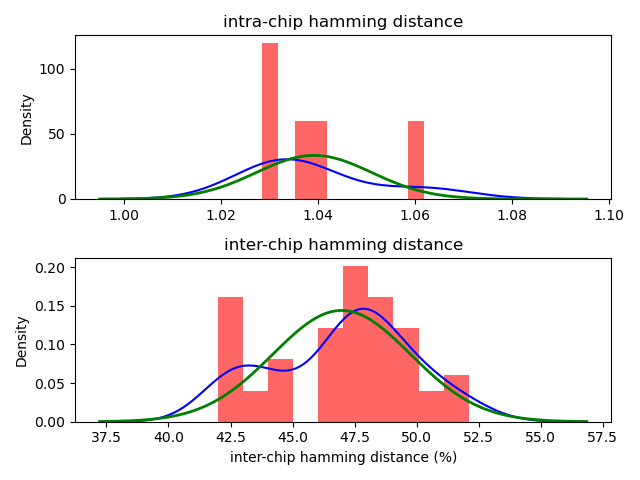 intra-chip hamming distance
Density
100
50
0
1.00 1.02 1.04 1.06 1.08 1.10
inter-chip hamming distance
Density
0.20
0.15
0.10
0.05
0.00
37.5 40.0 42.5 45.0 47.5 50.0 52.5 55.0 57.5
inter-chip hamming distance (%)